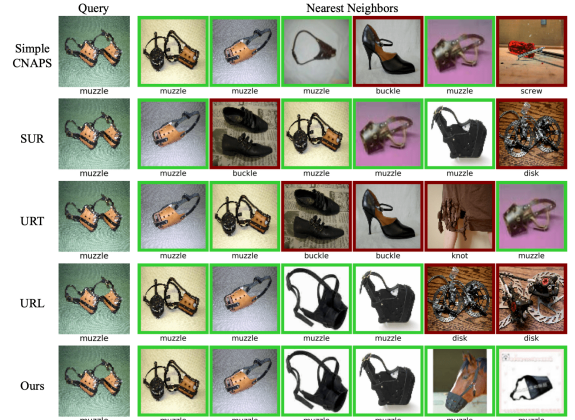 Query Nearest Neighbors
Simple
CNAPS
muzzle muzzle muzzle muzzle buckle muzzle screw
SUR
muzzle muzzle buckle muzzle muzzle muzzle disk
URT
muzzle muzzle muzzle buckle buckle knot muzzle
URL
muzzle muzzle muzzle muzzle muzzle disk disk
Ours
muzzle muzzle muzzle muzzle muzzle muzzle muzzle